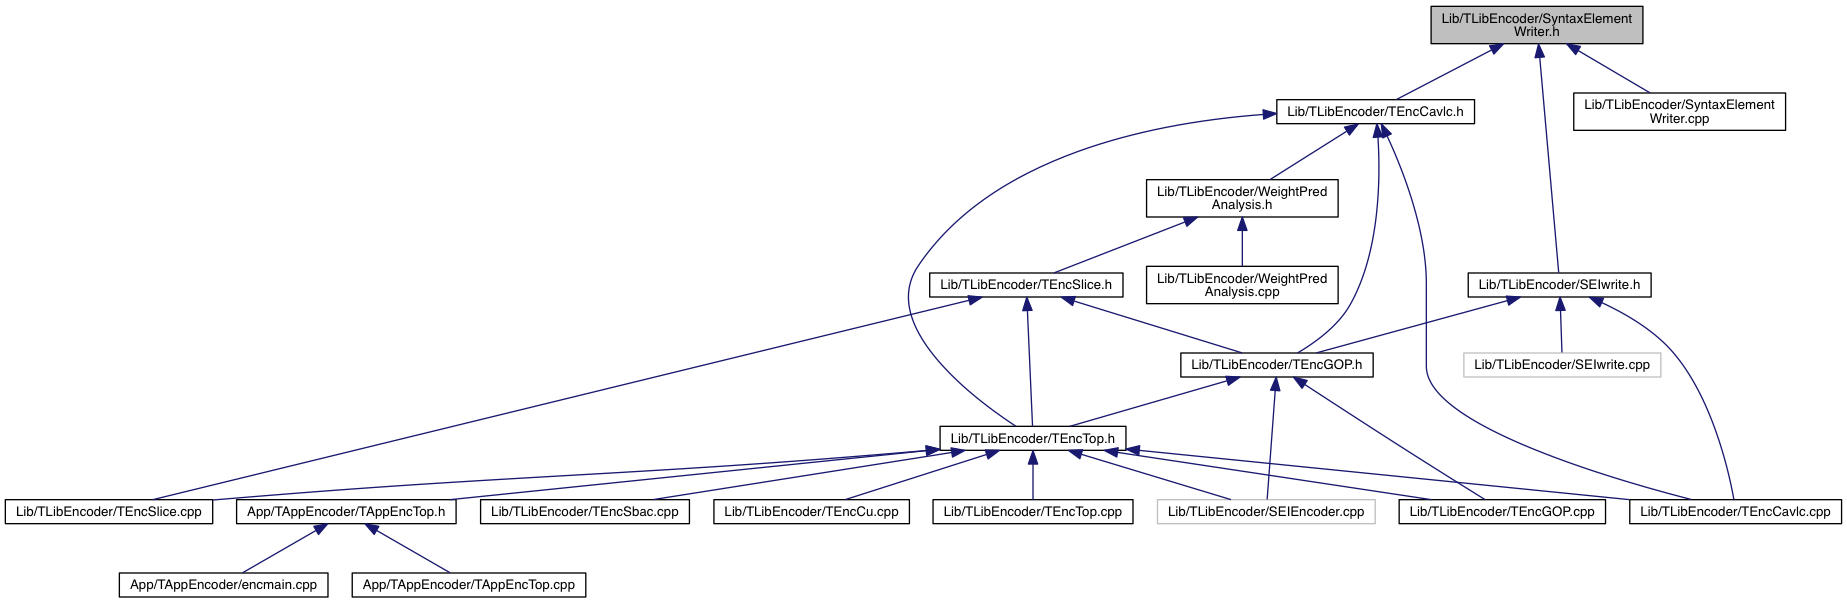 Lib/TLibEncoder/SyntaxElement
Writer.h
Lib/TLibEncoder/TEncCavlc.h
Lib/TLibEncoder/SyntaxElement
Writer.cpp
Lib/TLibEncoder/WeightPred
Analysis.h
Lib/TLibEncoder/TEncSlice.h
Lib/TLibEncoder/WeightPred
Analysis.cpp
Lib/TLibEncoder/SEIwrite.h
Lib/TLibEncoder/TEncGOP.h
Lib/TLibEncoder/SEIwrite.cpp
Lib/TLibEncoder/TEncTop.h
Lib/TLibEncoder/TEncSlice.cpp
App/TAppEncoder/TAppEncTop.h
Lib/TLibEncoder/TEncSbac.cpp
Lib/TLibEncoder/TEncCu.cpp
Lib/TLibEncoder/TEncTop.cpp
Lib/TLibEncoder/SEIEncoder.cpp
Lib/TLibEncoder/TEncGOP.cpp
Lib/TLibEncoder/TEncCavlc.cpp
App/TAppEncoder/encmain.cpp
App/TAppEncoder/TAppEncTop.cpp